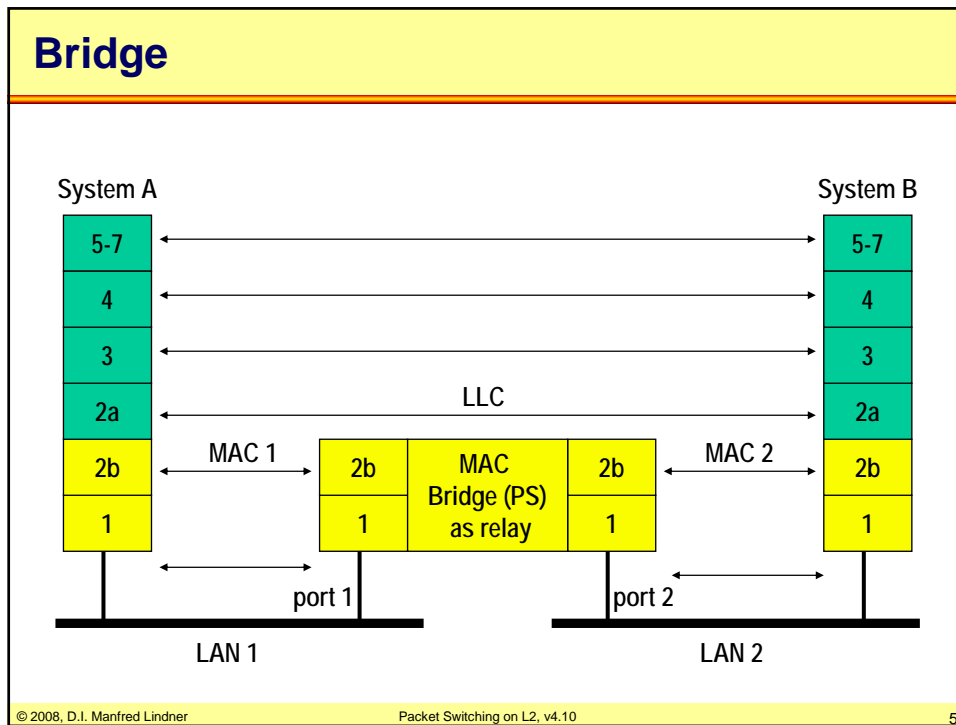 Bridge
System A
System B
5-7
5-7
4
4
3
3
LLC
2a
2a
MAC 1
MAC 2
2b
2b
MAC
Bridge (PS)
as relay
2b
2b
1
1
1
1
port 1
port 2
LAN 1
LAN 2
© 2008, D.I. Manfred Lindner
Packet Switching on L2, v4.10
5